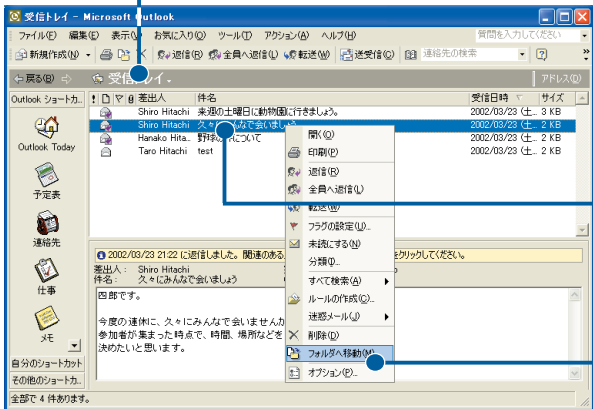 受信トレイ - Microsoft Outlook
ファイル(F) 編集(E) 表示(V) お気に入り(O) ツール(T) アクション(A) ヘルプ(H) 質問を入力してください
新規作成(N) 返信(R) 全員へ返信(L) 転送(W) 送受信(C) 連絡先の検索
戻る(B) 受信トレイ. アドレス(D)
Outlook ショートカ.. 差出人 件名 受信日時 サイズ
Shiro Hitachi 来週の土曜日に動物園に行きましょう。 2002/03/23 (土... 3 KB
Shiro Hitachi 2002/03/23 (土... 2 KB
Hanako Hita... 2002/03/23 (土... 2 KB
Taro Hitachi test 2002/03/23 (土... 2 KB
Outlook Today
予定表
連絡先
仕事
メモ
自分のショートカット
その他のショートカ..
開く(O)
印刷(P)
返信(R)
全員へ返信(L)
転送(W)
フラグの設定(U)...
未読にする(N)
分類(I)...
すべて検索(A)
ルールの作成(C)...
迷惑メール(J)
削除(D)
フォルダへ移動(M)...
オプション(P)...
2002/03/23 21:22 に返信しました。関連のある
リックしてください。
差出人: Shiro Hitachi
件名: 久々にみんなで会いましょう
四郎です。
今度の連休に、久々にみんなで会いませんか
参加者が集まった時点で、時間、場所などを
決めたいと思います。
全部で 4 件あります。